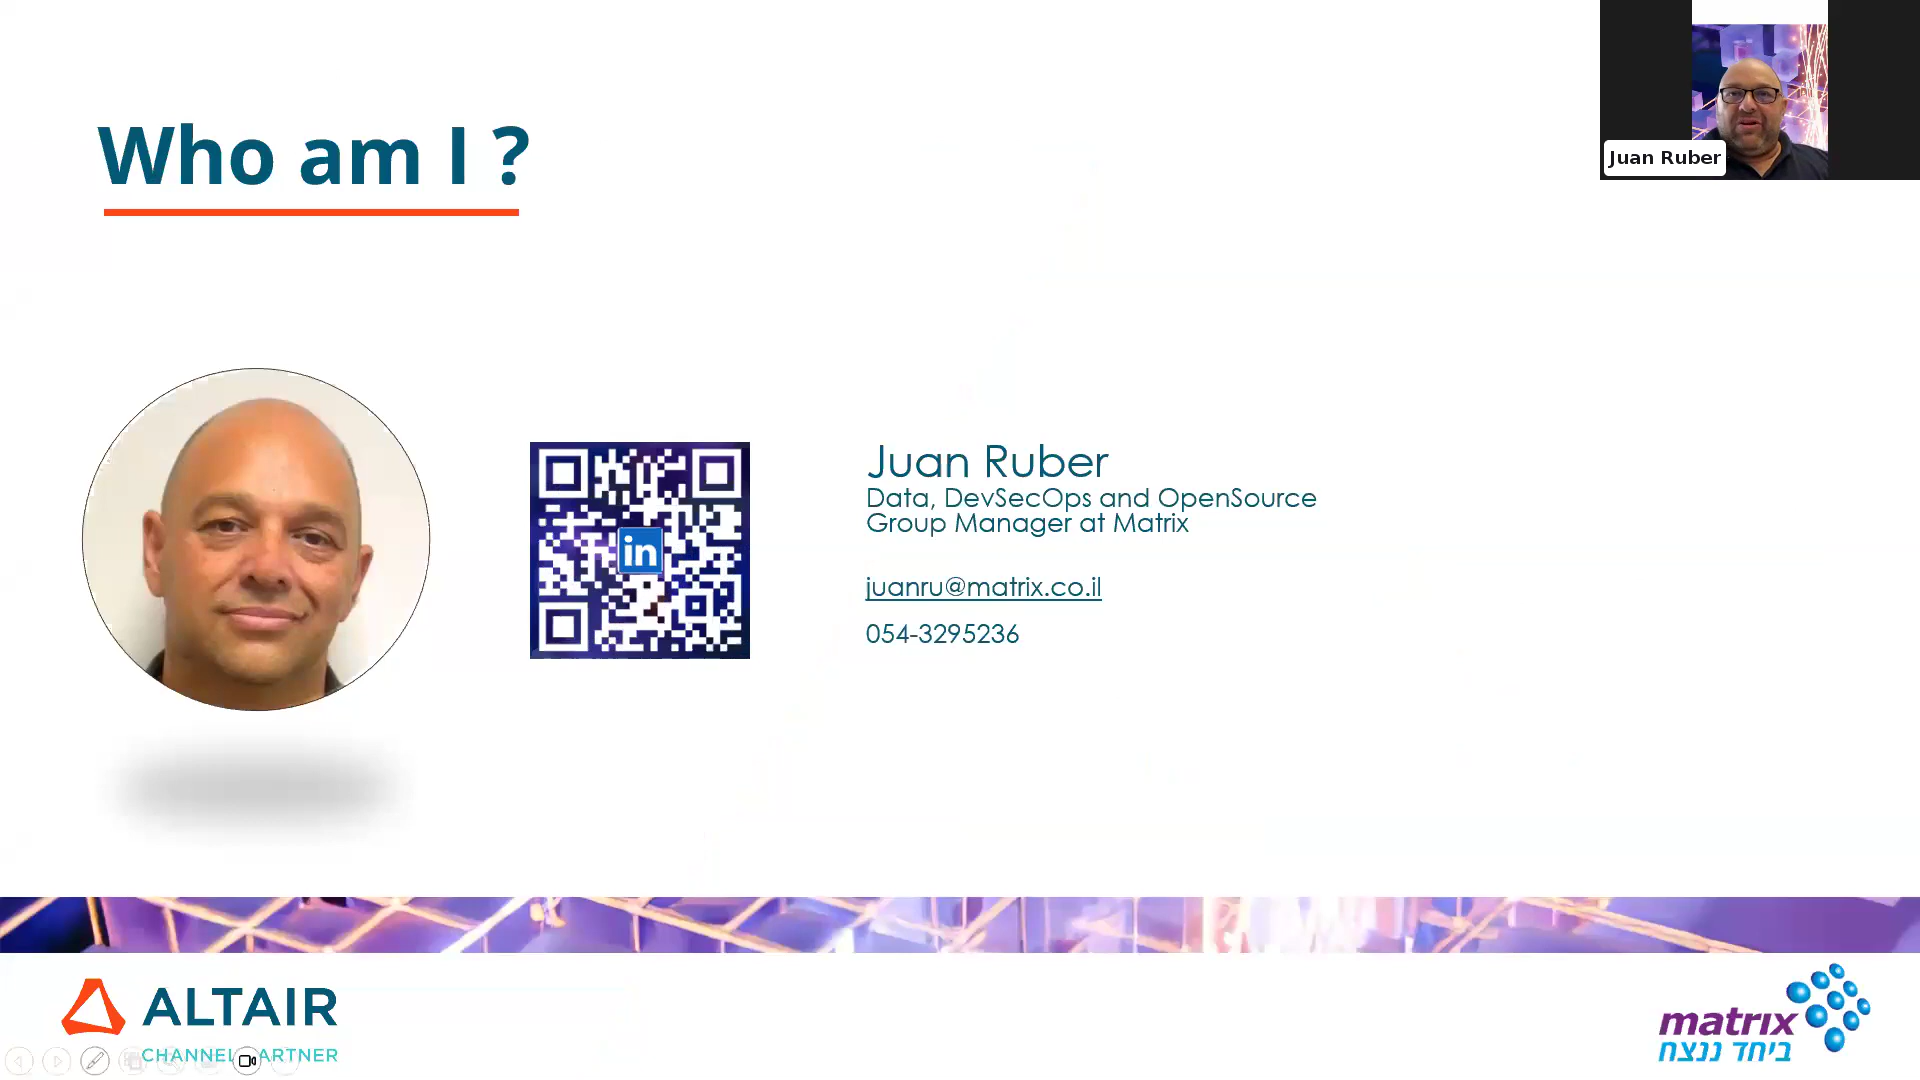 Who am I ?
Juan Ruber
Juan Ruber
Data, DevSecOps and OpenSource
Group Manager at Matrix
juanru@matrix.co.il
054-3295236
in
ALTAIR
CHANNEL PARTNER
matrix
ביחד ננצח